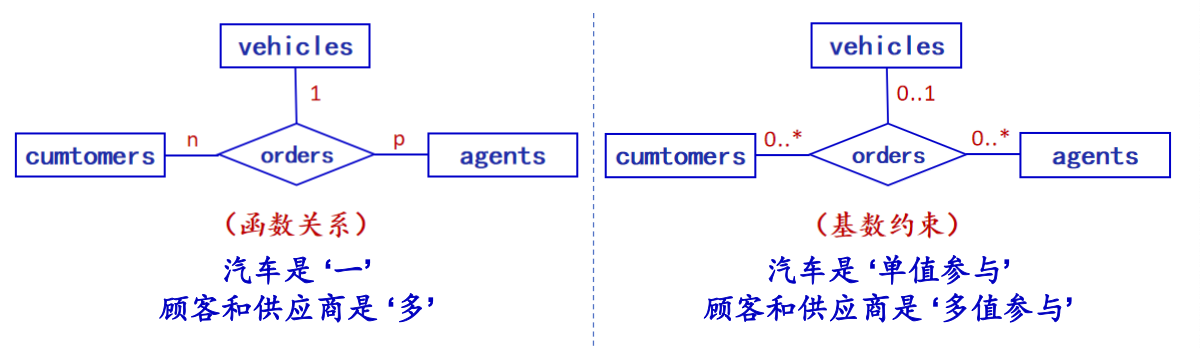 vehicles
1
cumtomers
n
orders
p
agents
（函数关系）
汽车是‘一’
顾客和供应商是‘多’
vehicles
0..1
cumtomers
0..*
orders
0..*
agents
（基数约束）
汽车是‘单值参与’
顾客和供应商是‘多值参与’